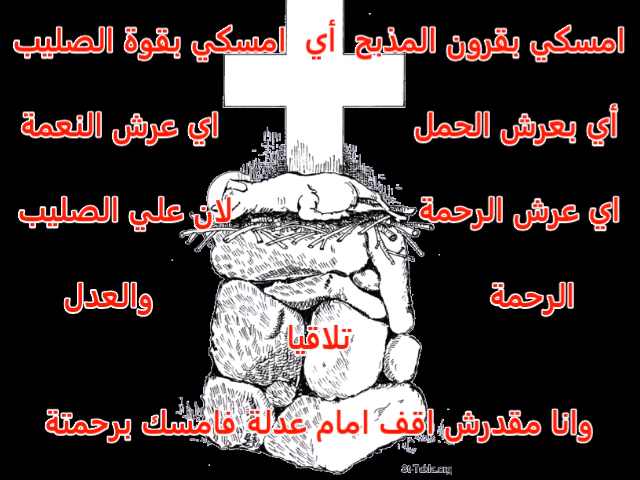 امسكي بقرون المذبح أي امسكي بقوة الصليب
أي بعرش الحمل اي عرش النعمة
اي عرش الرحمة لان علي الصليب
الرحمة والعدل
تلاقيا
وانا مقدرش اقف امام عدلة فامسك برحمتة
St-Takla.org